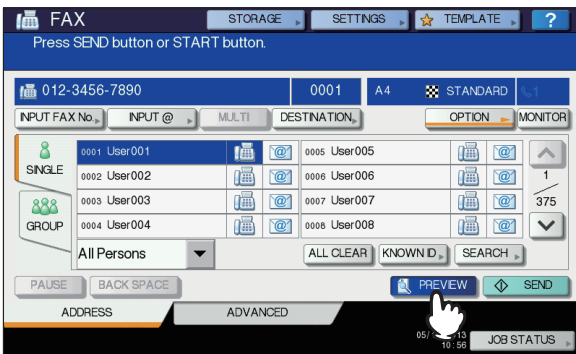 FAX STORAGE SETTINGS TEMPLATE ?
Press SEND button or START button.
012-3456-7890 0001 A4 STANDARD 1
INPUT FAX No. INPUT @ MULTI DESTINATION OPTION MONITOR
SINGLE
GROUP
0001 User001 0005 User005
0002 User002 0006 User006
0003 User003 0007 User007
0004 User004 0008 User008
1
375
All Persons ALL CLEAR KNOWN ID SEARCH
PAUSE BACK SPACE PREVIEW SEND
ADDRESS ADVANCED
10:56 JOB STATUS